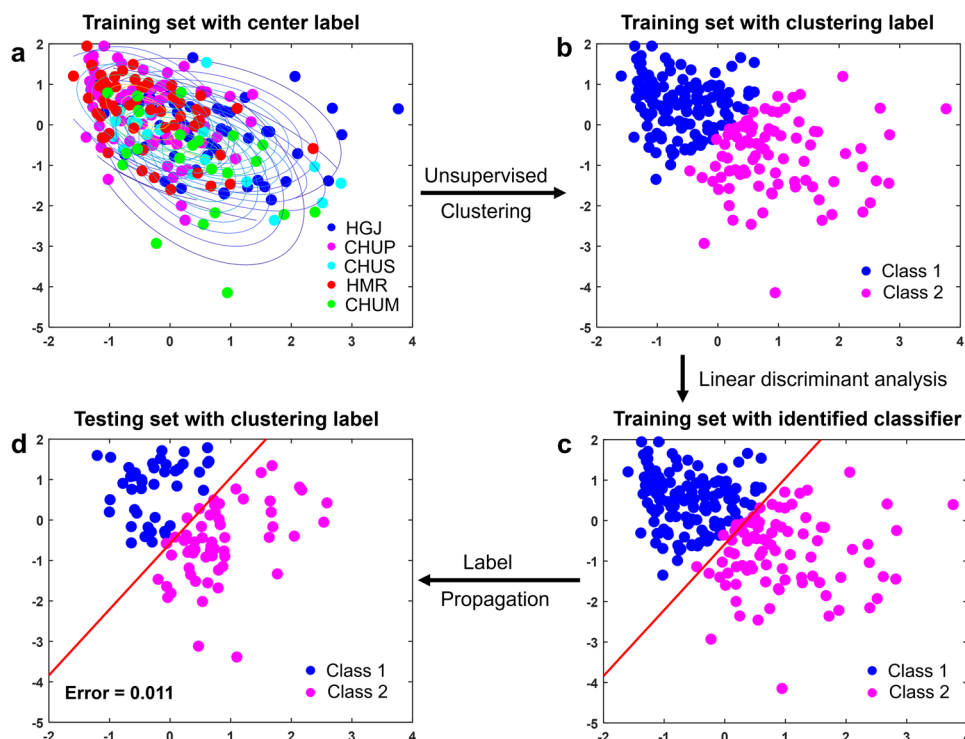 Training set with center label
a
2
1
0
-1
-2
-3
-4
-5
-2
-1
0
1
2
3
4
HGJ
CHUP
CHUS
HMR
CHUM
Unsupervised
Clustering
Training set with clustering label
b
2
1
0
-1
-2
-3
-4
-5
-2
-1
0
1
2
3
4
Class 1
Class 2
Linear discriminant analysis
Training set with identified classifier
c
2
1
0
-1
-2
-3
-4
-5
-2
-1
0
1
2
3
4
Class 1
Class 2
Label
Propagation
Testing set with clustering label
d
2
1
0
-1
-2
-3
-4
-5
-2
-1
0
1
2
3
4
Class 1
Class 2
Error = 0.011